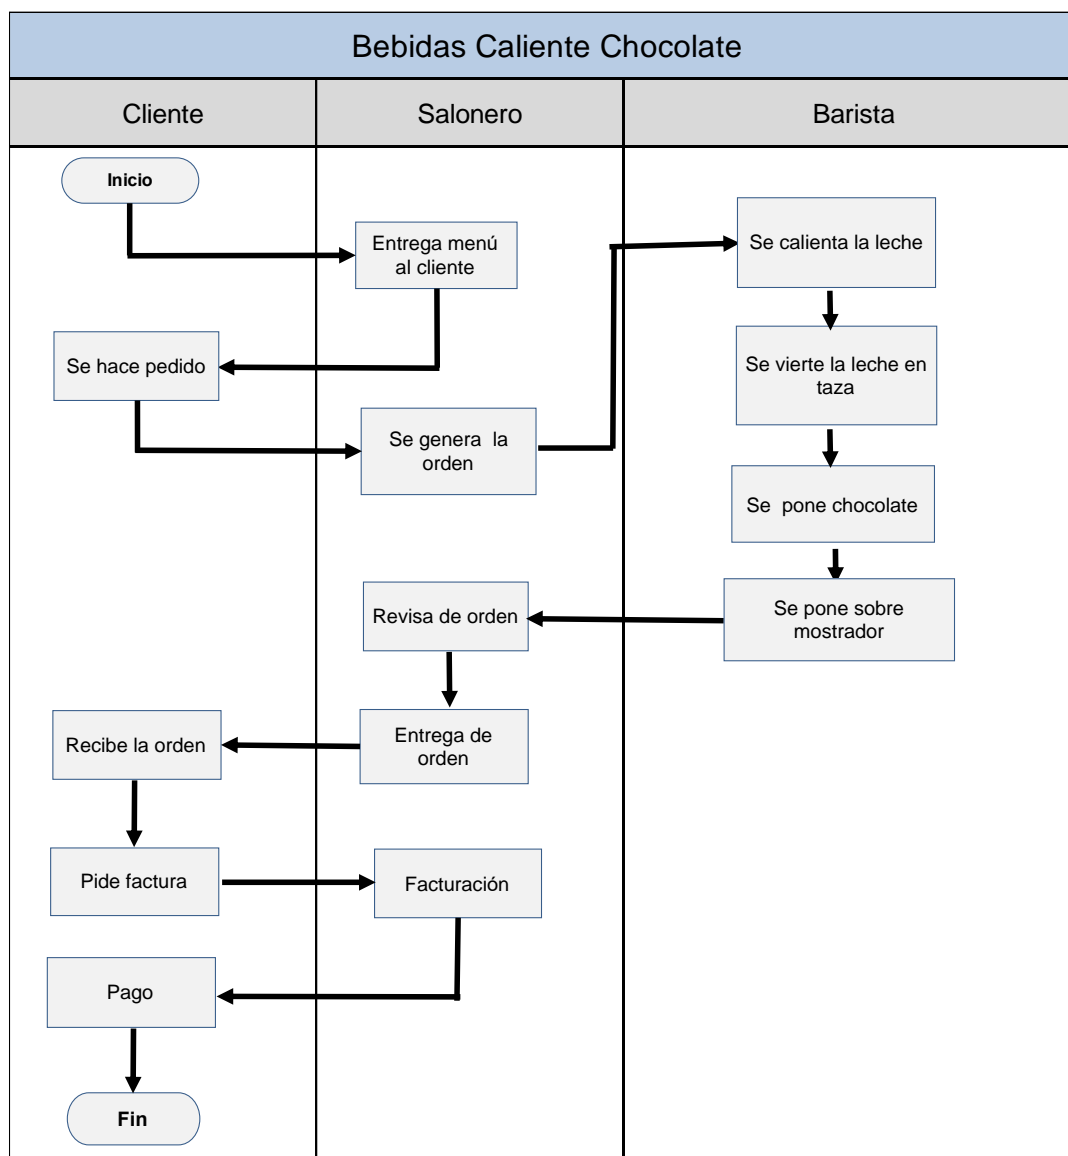 Bebidas Caliente Chocolate
Cliente
Salonero
Barista
Inicio
Entrega menú
al cliente
Se hace pedido
Se genera  la
orden
Se calienta la leche
Se vierte la leche en
taza
Se  pone chocolate
Se pone sobre
mostrador
Revisa de orden
Entrega de
orden
Recibe la orden
Pide factura
Facturación
Pago
Fin